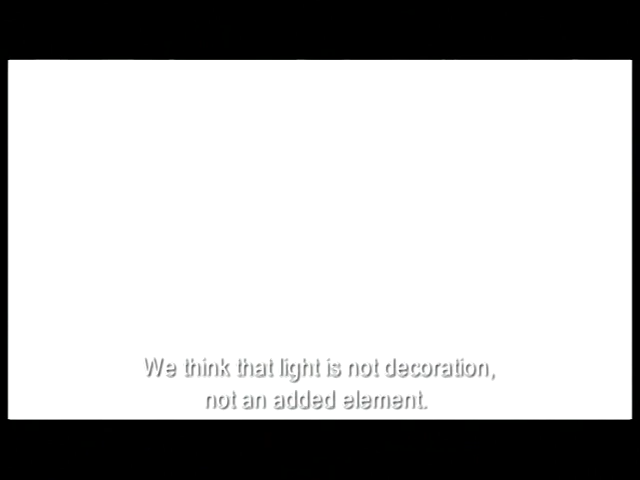 We think that light is not decoration,
not an added element.